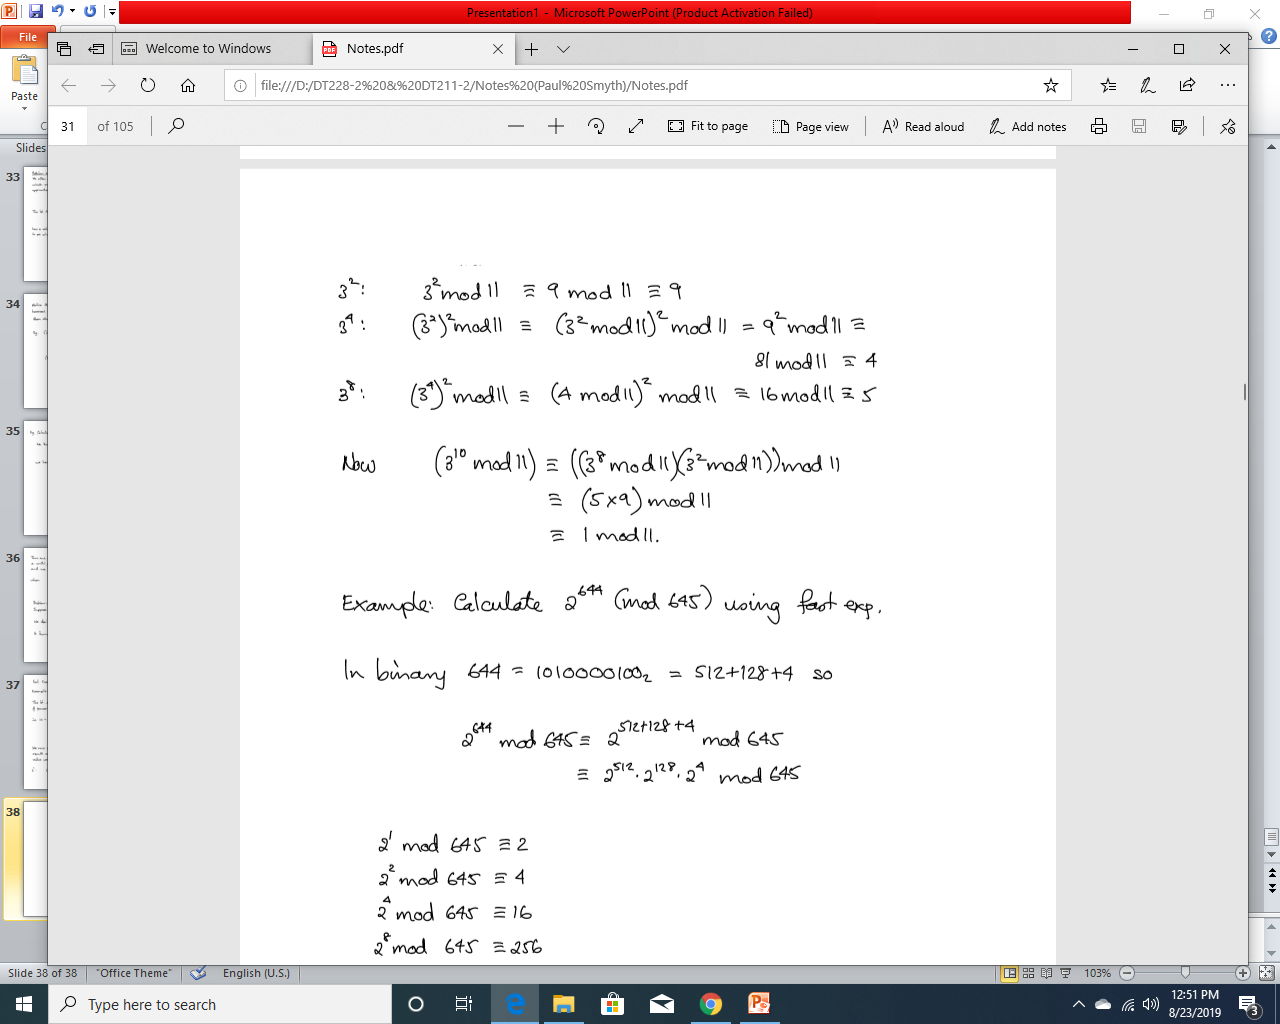 Presentation1 - Microsoft PowerPoint (Product Activation Failed)
File
Welcome to Windows
Notes.pdf
Paste
file:///D:/DT228-2%20&%20DT211-2/Notes%20(Paul%20Smyth)/Notes.pdf
31 of 105
Fit to page
Page view
Read aloud
Add notes
Slides
33
34
35
36
37
38
3²: 3² mod 11 ≡ 9 mod 11 ≡ 9
3⁴: (3²)² mod 11 ≡ (3² mod 11)² mod 11 = 9² mod 11 ≡
81 mod 11 ≡ 4
3⁸: (3⁴)² mod 11 ≡ (4 mod 11)² mod 11 ≡ 16 mod 11 ≡ 5
Now (3¹⁰ mod 11) ≡ ((3⁸ mod 11)(3² mod 11)) mod 11
≡ (5×9) mod 11
≡ 1 mod 11.
Example: Calculate 2⁶⁴⁴ (mod 645) using fast exp.
In binary 644 = 1010000100₂ = 512+128+4 so
2⁶⁴⁴ mod 645 ≡ 2⁵¹²⁺¹²⁸⁺⁴ mod 645
≡ 2⁵¹² . 2¹²⁸ . 2⁴ mod 645
2¹ mod 645 ≡ 2
2² mod 645 ≡ 4
2⁴ mod 645 ≡ 16
2⁸ mod 645 ≡ 256
Slide 38 of 38
"Office Theme"
English (U.S.)
103%
Type here to search
12:51 PM
8/23/2019
3